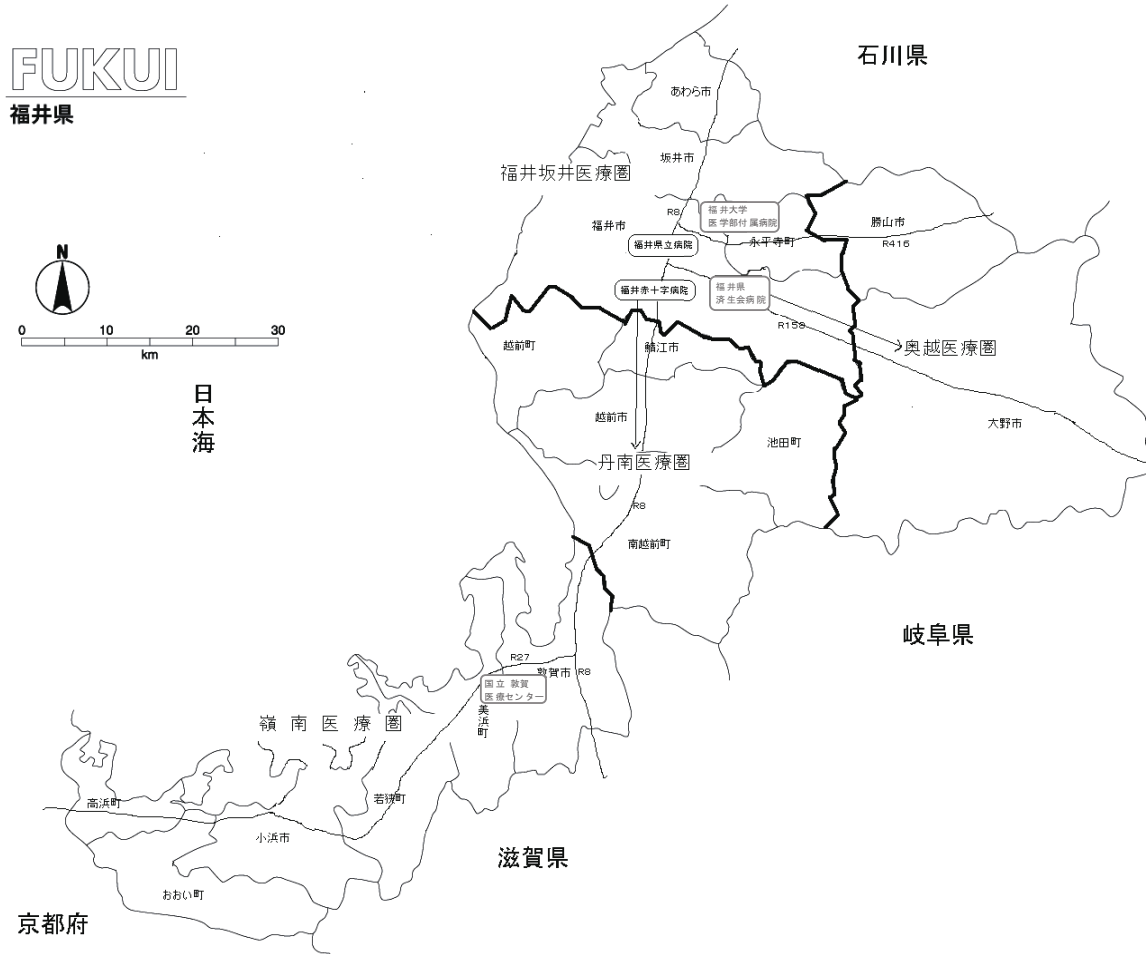 FUKUI
福井県
石川県
あわら市
坂井市
福井坂井医療圏
福井大学
医学部付属病院
R8
福井市
勝山市
永平寺町
R416
福井県立病院
N
福井赤十字病院
福井県
済生会病院
0 10 20 30
km
R158
越前町
鯖江市
奥越医療圏
日本海
越前市
大野市
池田町
丹南医療圏
R8
南越前町
岐阜県
R27
敦賀市
R8
国立 敦賀
医療センター
美浜町
嶺南医療圏
高浜町
若狭町
小浜市
滋賀県
おおい町
京都府